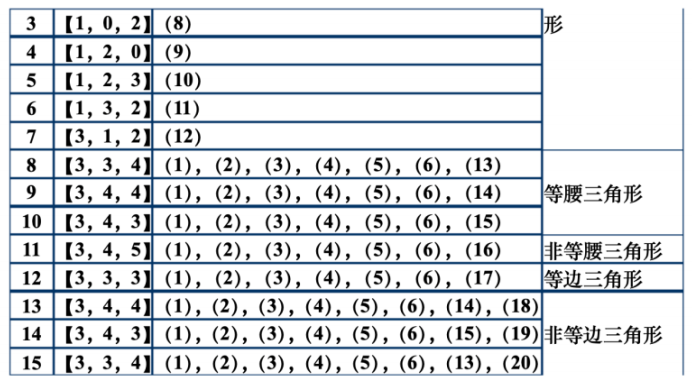 3 【1，0，2】 (8) 形
4 【1，2，0】 (9)
5 【1，2，3】 (10)
6 【1，3，2】 (11)
7 【3，1，2】 (12)
8 【3，3，4】 (1)，(2)，(3)，(4)，(5)，(6)，(13)
9 【3，4，4】 (1)，(2)，(3)，(4)，(5)，(6)，(14) 等腰三角形
10 【3，4，3】 (1)，(2)，(3)，(4)，(5)，(6)，(15)
11 【3，4，5】 (1)，(2)，(3)，(4)，(5)，(6)，(16) 非等腰三角形
12 【3，3，3】 (1)，(2)，(3)，(4)，(5)，(6)，(17) 等边三角形
13 【3，4，4】 (1)，(2)，(3)，(4)，(5)，(6)，(14)，(18)
14 【3，4，3】 (1)，(2)，(3)，(4)，(5)，(6)，(15)，(19) 非等边三角形
15 【3，3，4】 (1)，(2)，(3)，(4)，(5)，(6)，(13)，(20)